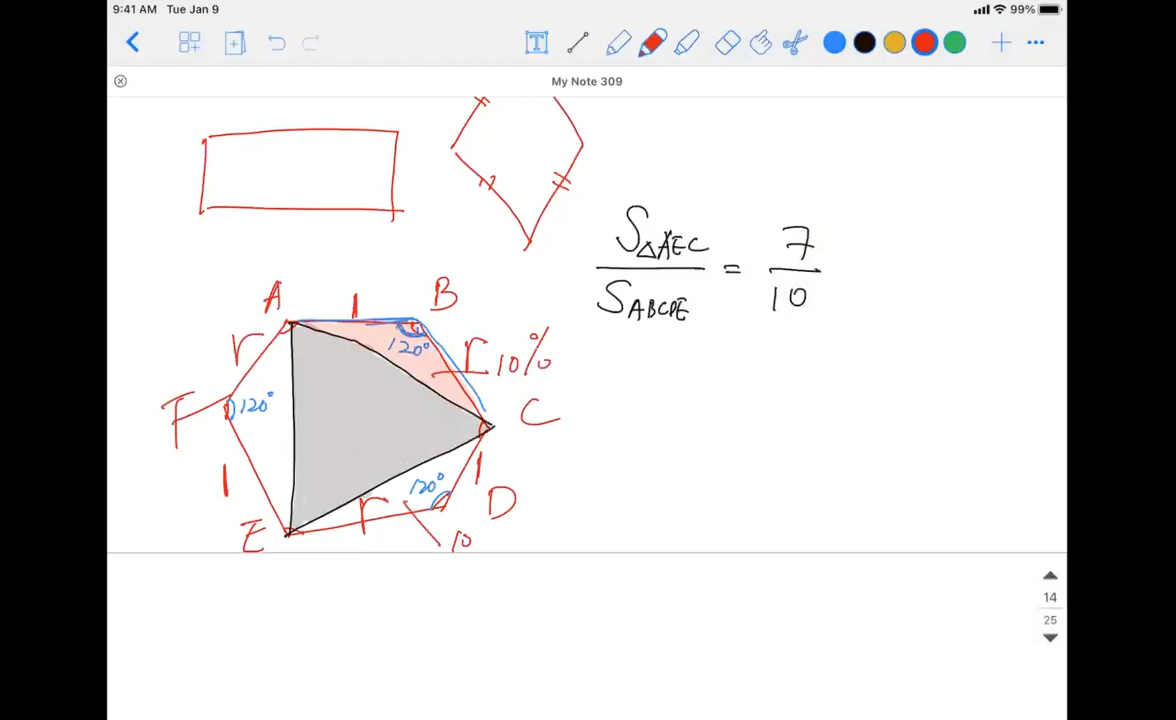 9:41 AM Tue Jan 9
99%
T
My Note 309
S△AEC
7
=
SABCDE
10
A
1
B
r
120°
r
10%
F
120°
C
1
1
120°
D
r
E
10
14
25